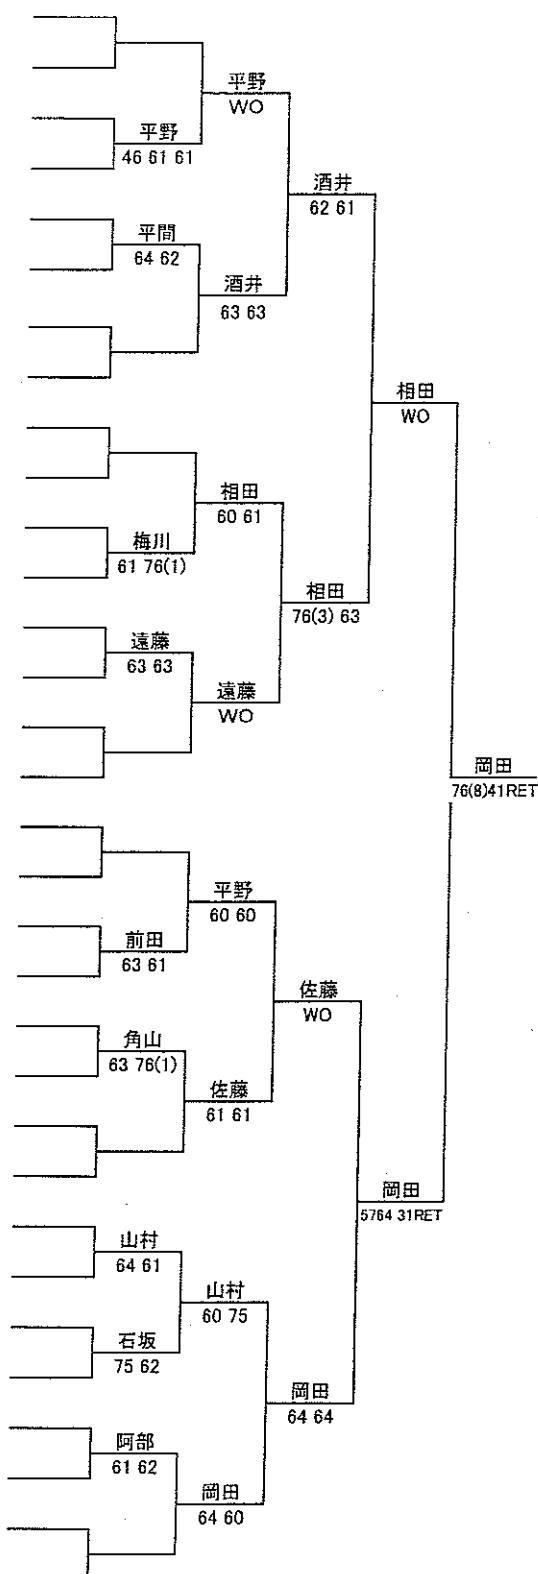 平野
WO
平野
46 61 61
酒井
62 61
平間
64 62
酒井
63 63
相田
WO
相田
60 61
梅川
61 76(1)
相田
76(3) 63
遠藤
63 63
遠藤
WO
岡田
76(8)41RET
平野
60 60
前田
63 61
佐藤
WO
角山
63 76(1)
佐藤
61 61
岡田
5764 31RET
山村
64 61
山村
60 75
石坂
75 62
岡田
64 64
阿部
61 62
岡田
64 60